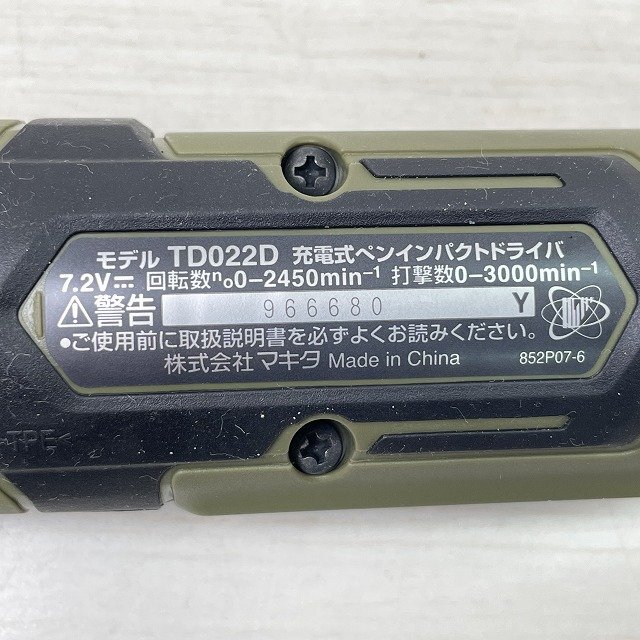 モデル TD022D 充電式ペンインパクトドライバ
7.2V⎓ 回転数ⁿo0-2450min⁻¹ 打撃数0-3000min⁻¹
⚠警告 966680 Y
●ご使用前に取扱説明書を必ずよくお読みください。
株式会社マキタ Made in China 852P07-6